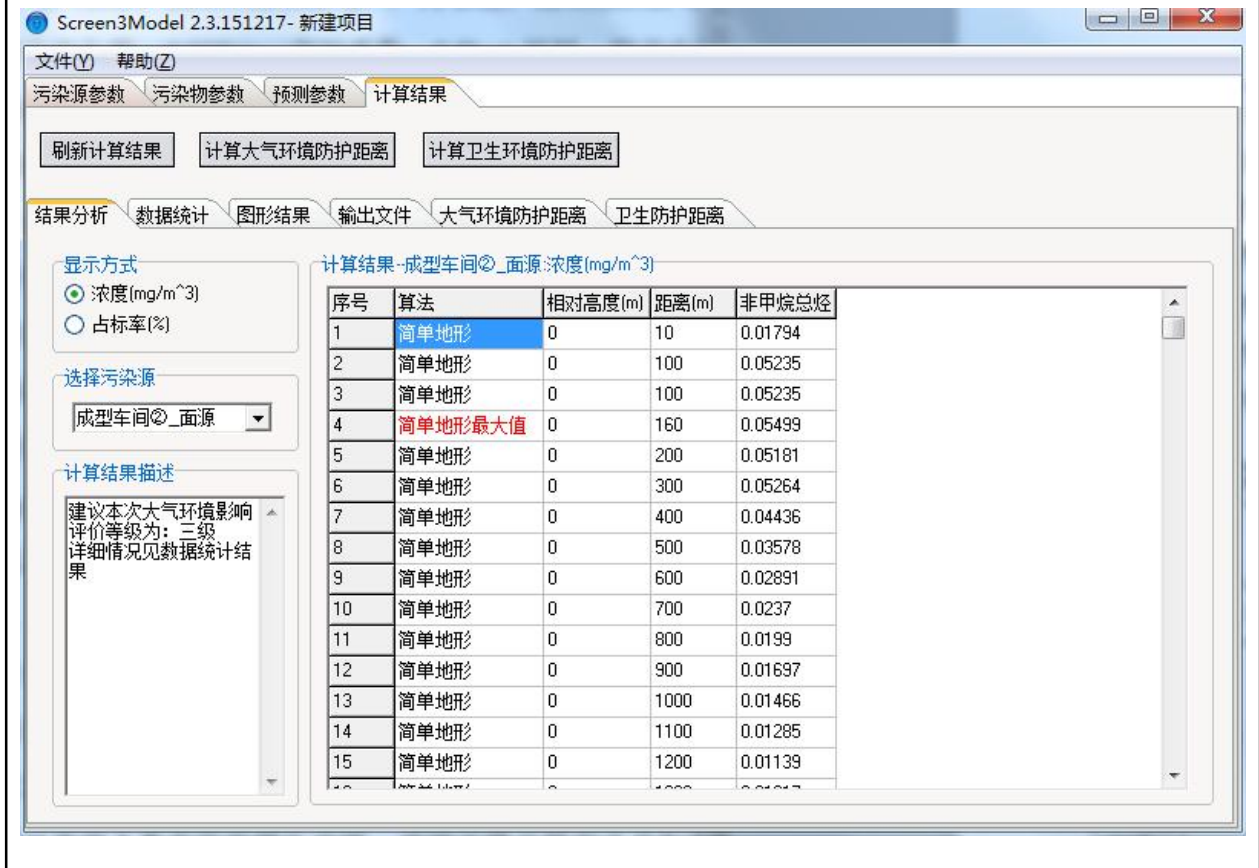 Screen3Model 2.3.151217- 新建项目
文件(Y) 帮助(Z)
污染源参数 污染物参数 预测参数 计算结果
刷新计算结果 计算大气环境防护距离 计算卫生环境防护距离
结果分析 数据统计 图形结果 输出文件 大气环境防护距离 卫生防护距离
显示方式
浓度(mg/m^3)
占标率(%)
选择污染源
成型车间②_面源
计算结果描述
建议本次大气环境影响
评价等级为：三级
详细情况见数据统计结
果
计算结果--成型车间②_面源:浓度(mg/m^3)
序号 算法 相对高度(m) 距离(m) 非甲烷总烃
1 简单地形 0 10 0.01794
2 简单地形 0 100 0.05235
3 简单地形 0 100 0.05235
4 简单地形最大值 0 160 0.05499
5 简单地形 0 200 0.05181
6 简单地形 0 300 0.05264
7 简单地形 0 400 0.04436
8 简单地形 0 500 0.03578
9 简单地形 0 600 0.02891
10 简单地形 0 700 0.0237
11 简单地形 0 800 0.0199
12 简单地形 0 900 0.01697
13 简单地形 0 1000 0.01466
14 简单地形 0 1100 0.01285
15 简单地形 0 1200 0.01139